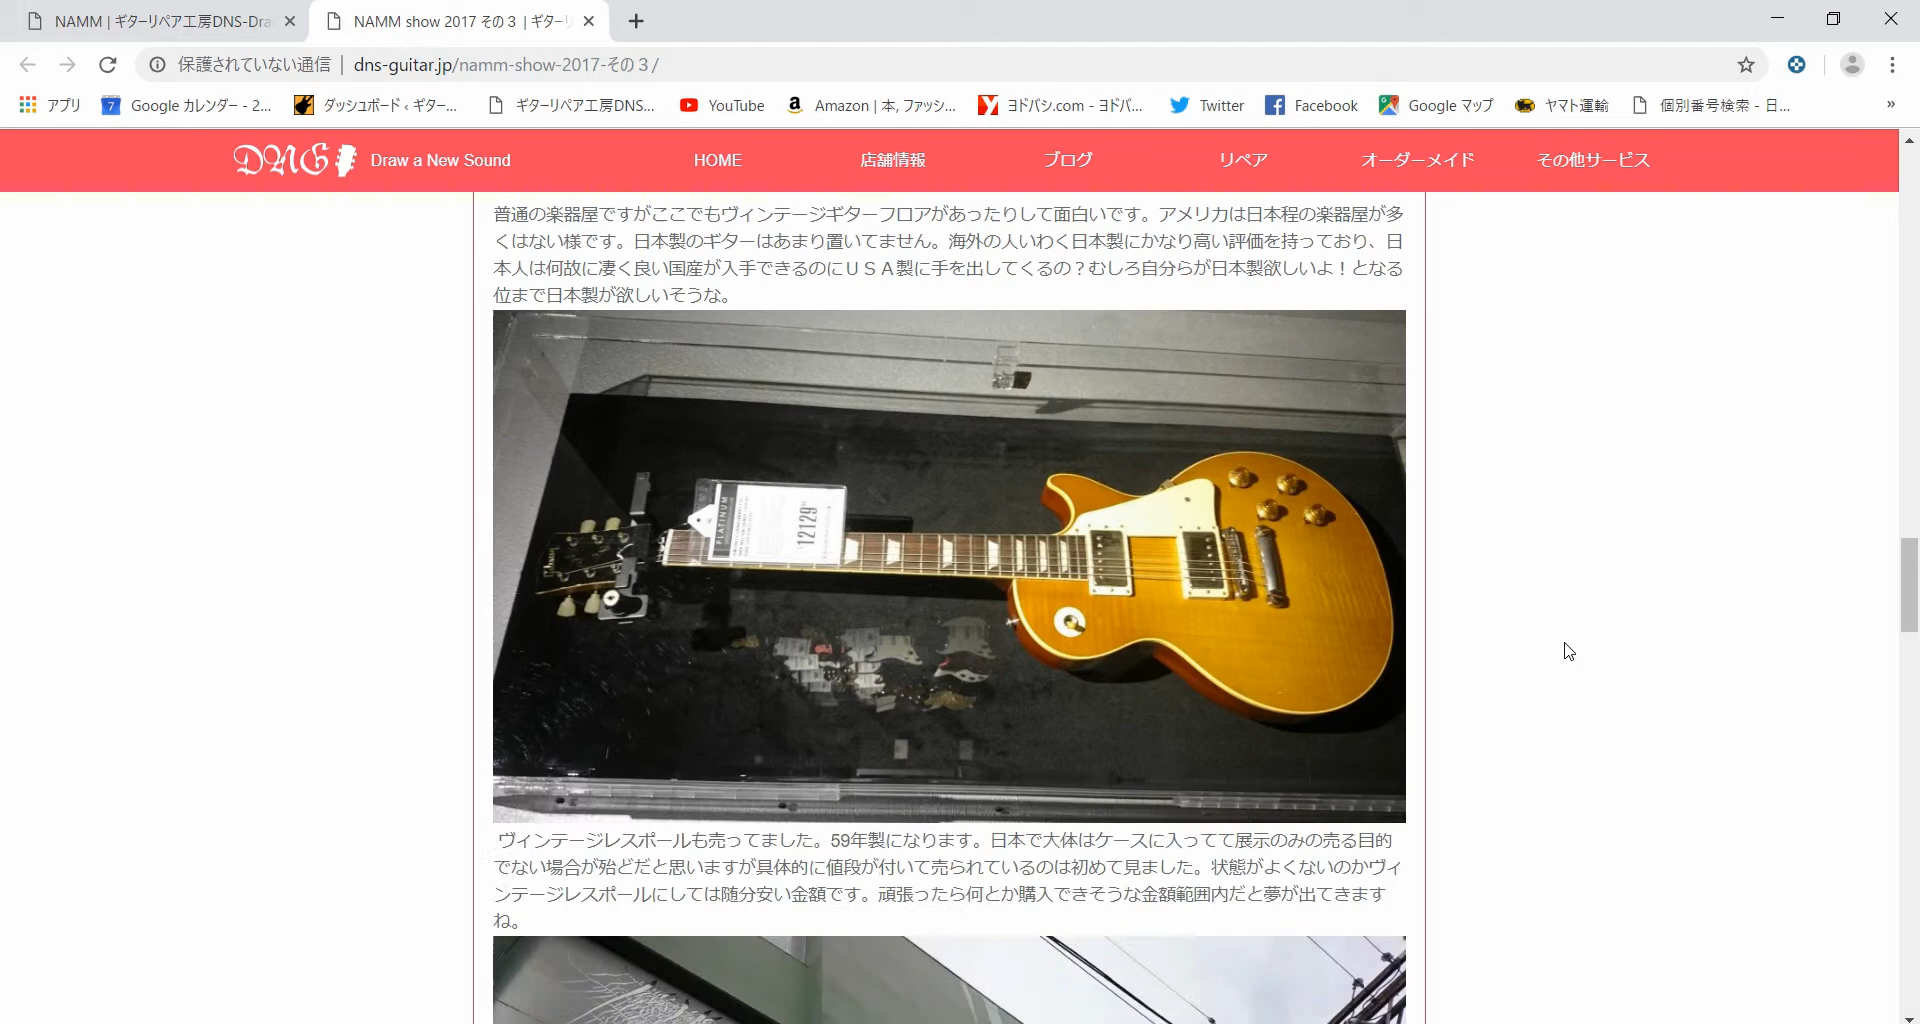 NAMM | ギターリペア工房DNS-Dra
NAMM show 2017 その３ | ギター
保護されていない通信 | dns-guitar.jp/namm-show-2017-その３/
アプリ Google カレンダー - 2... ダッシュボード ‹ ギター... ギターリペア工房DNS... YouTube Amazon | 本, ファッシ... ヨドバシ.com - ヨドバ... Twitter Facebook Google マップ ヤマト運輸 個別番号検索 - 日... »
DNG Draw a New Sound HOME 店舗情報 ブログ リペア オーダーメイド その他サービス
普通の楽器屋ですがここでもヴィンテージギターフロアがあったりして面白いです。アメリカは日本程の楽器屋が多
くはない様です。日本製のギターはあまり置いてません。海外の人いわく日本製にかなり高い評価を持っており、日
本人は何故に凄く良い国産が入手できるのにＵＳＡ製に手を出してくるの？むしろ自分らが日本製欲しいよ！となる
位まで日本製が欲しいそうな。
PLATINUM
12129
ヴィンテージレスポールも売ってました。59年製になります。日本で大体はケースに入ってて展示のみの売る目的
でない場合が殆どだと思いますが具体的に値段が付いて売られているのは初めて見ました。状態がよくないのかヴィ
ンテージレスポールにしては随分安い金額です。頑張ったら何とか購入できそうな金額範囲内だと夢が出てきます
ね。